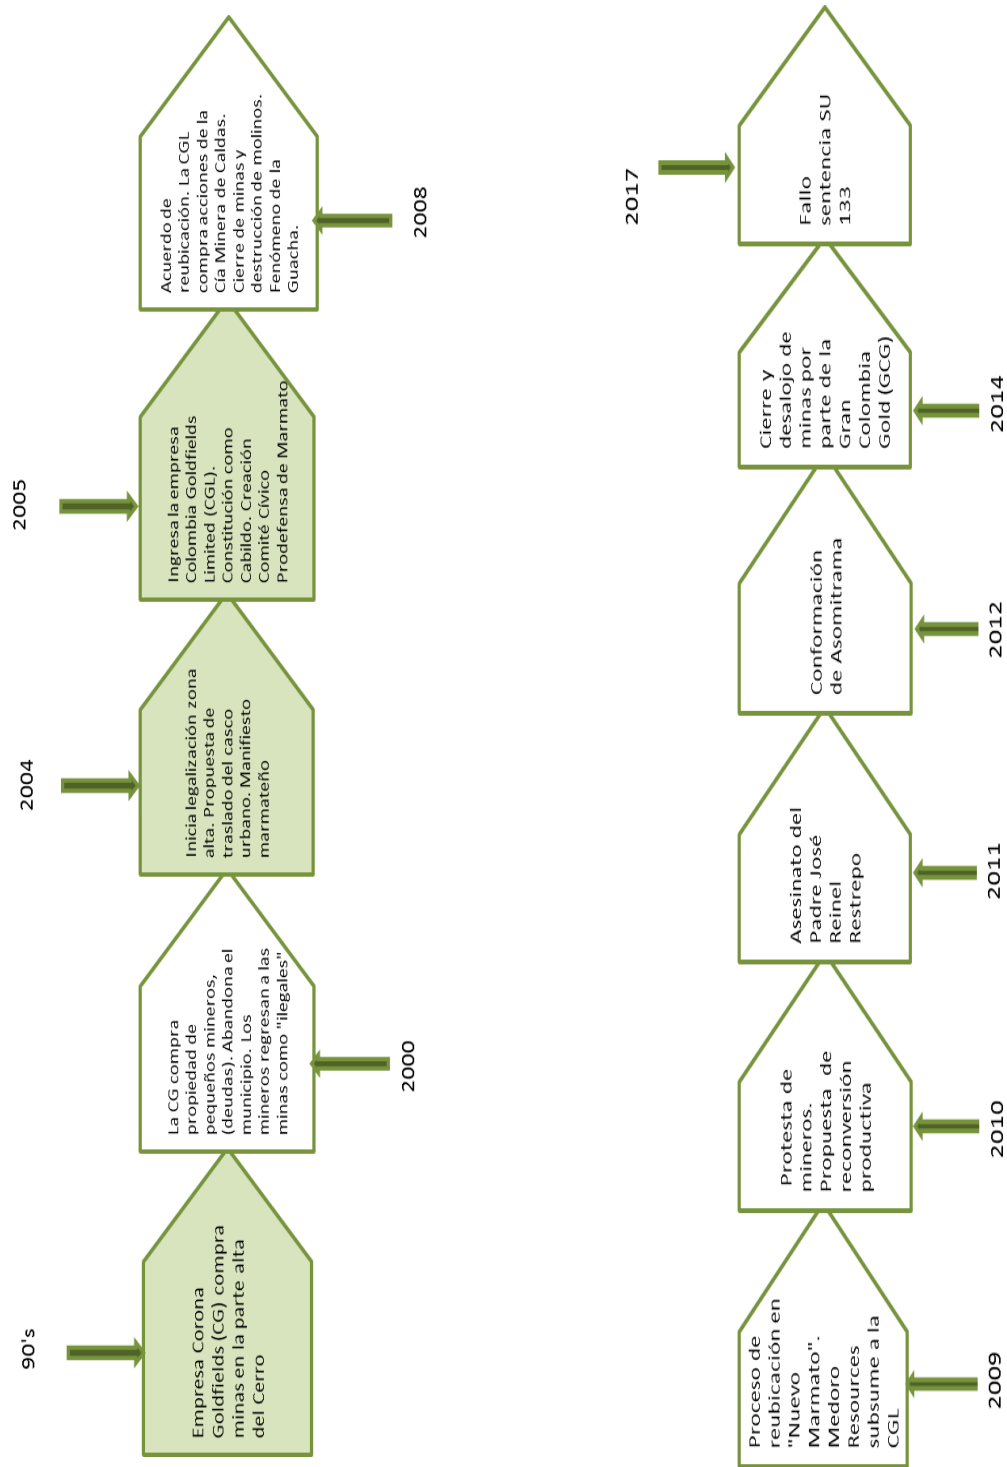 90's
Empresa Corona
Goldfields (CG) compra
minas en la parte alta
del Cerro
La CG compra
propiedad de
pequeños mineros,
(deudas). Abandona el
municipio. Los
mineros regresan a las
minas como "ilegales"
2000
2004
Inicia legalización zona
alta. Propuesta de
traslado del casco
urbano. Manifiesto
marmateño
2005
Ingresa la empresa
Colombia Goldfields
Limited (CGL).
Constitución como
Cabildo. Creación
Comité Cívico
Prodefensa de Marmato
Acuerdo de
reubicación. La CGL
compra acciones de la
Cía Minera de Caldas.
Cierre de minas y
destrucción de molinos.
Fenómeno de la
Guacha.
2008
Proceso de
reubicación en
"Nuevo
Marmato".
Medoro
Resources
subsume a la
CGL
2009
Protesta de
mineros.
Propuesta de
reconversión
productiva
2010
Asesinato del
Padre José
Reinel
Restrepo
2011
Conformación
de Asomitrama
2012
Cierre y
desalojo de
minas por
parte de la
Gran
Colombia
Gold (GCG)
2014
2017
Fallo
sentencia SU
133